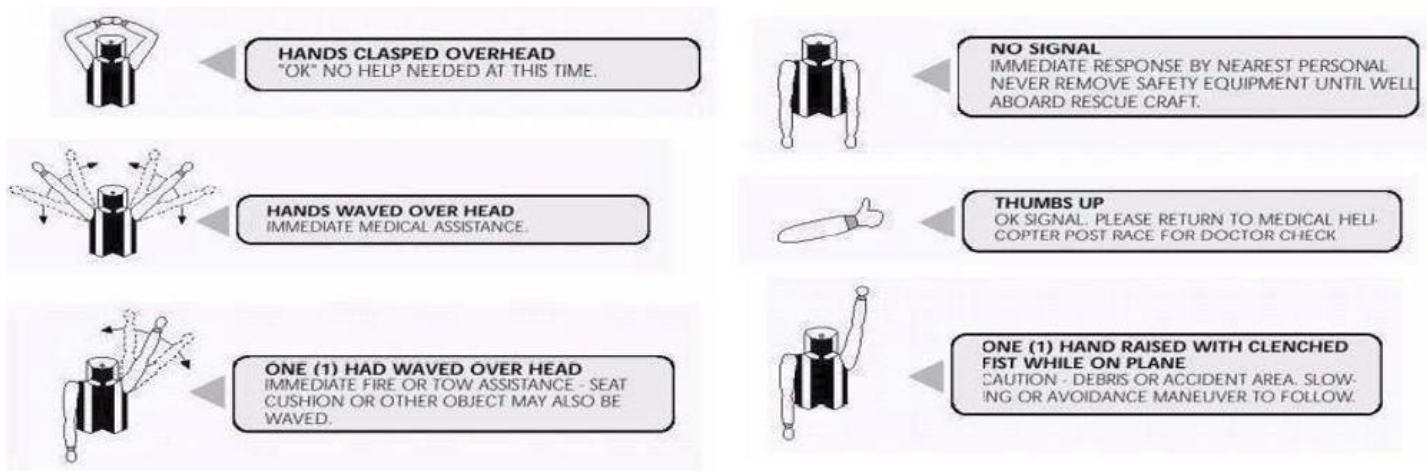 HANDS CLASPED OVERHEAD
"OK" NO HELP NEEDED AT THIS TIME.
HANDS WAVED OVER HEAD
IMMEDIATE MEDICAL ASSISTANCE.
ONE (1) HAD WAVED OVER HEAD
IMMEDIATE FIRE OR TOW ASSISTANCE - SEAT
CUSHION OR OTHER OBJECT MAY ALSO BE
WAVED.
NO SIGNAL
IMMEDIATE RESPONSE BY NEAREST PERSONAL
NEVER REMOVE SAFETY EQUIPMENT UNTIL WELL
ABOARD RESCUE CRAFT.
THUMBS UP
OK SIGNAL. PLEASE RETURN TO MEDICAL HELI-
COPTER POST RACE FOR DOCTOR CHECK
ONE (1) HAND RAISED WITH CLENCHED
FIST WHILE ON PLANE
CAUTION - DEBRIS OR ACCIDENT AREA. SLOW-
ING OR AVOIDANCE MANEUVER TO FOLLOW.